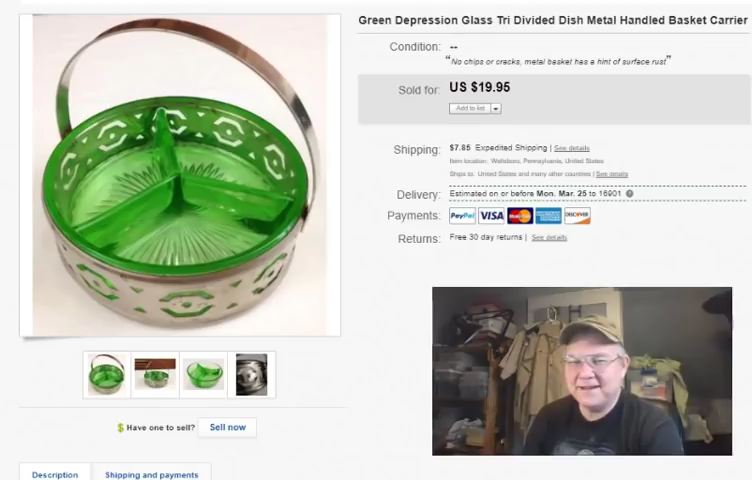 Green Depression Glass Tri Divided Dish Metal Handled Basket Carrier
Condition: --
"No chips or cracks, metal basket has a hint of surface rust"
Sold for: US $19.95
Add to list
Shipping: $7.85 Expedited Shipping | See details
Item location: Wellsboro, Pennsylvania, United States
Ships to: United States and many other countries | See details
Delivery: Estimated on or before Mon. Mar. 25 to 16901
Payments: PayPal VISA MasterCard AMERICAN EXPRESS DISCOVER
Returns: Free 30 day returns | See details
$ Have one to sell? Sell now
Description Shipping and payments